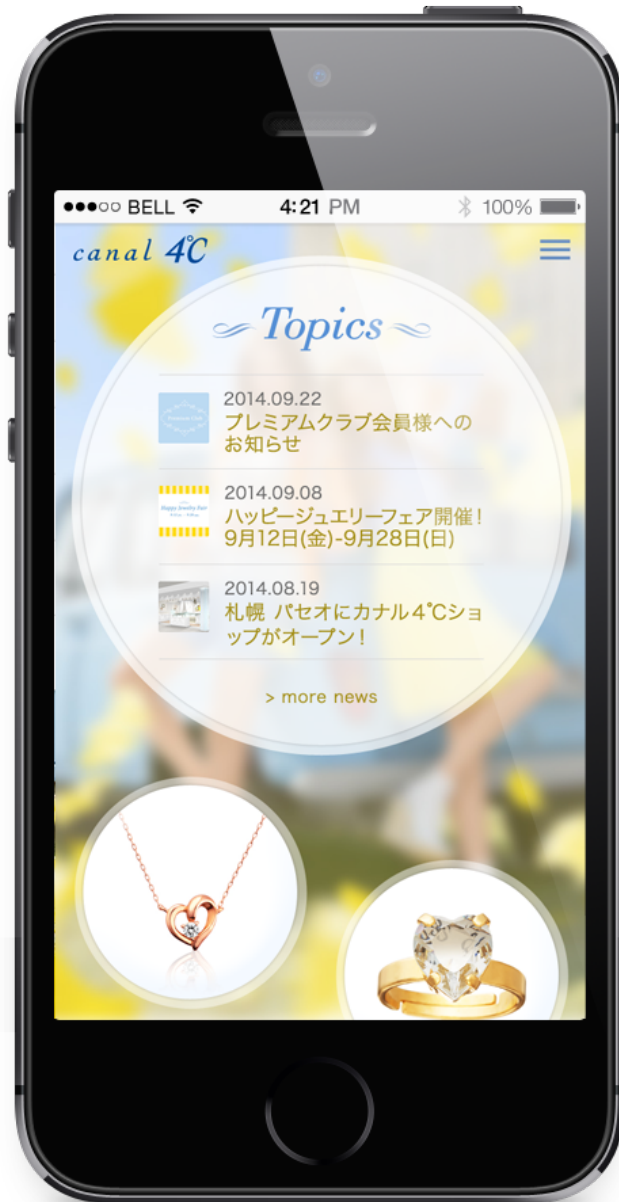 BELL 4:21 PM 100%
canal 4℃
Topics
2014.09.22
プレミアムクラブ会員様への
お知らせ
2014.09.08
ハッピージュエリーフェア開催!
9月12日(金)-9月28日(日)
Happy Jewelry Fair
2014.08.19
札幌 パセオにカナル4℃ショ
ップがオープン!
> more news